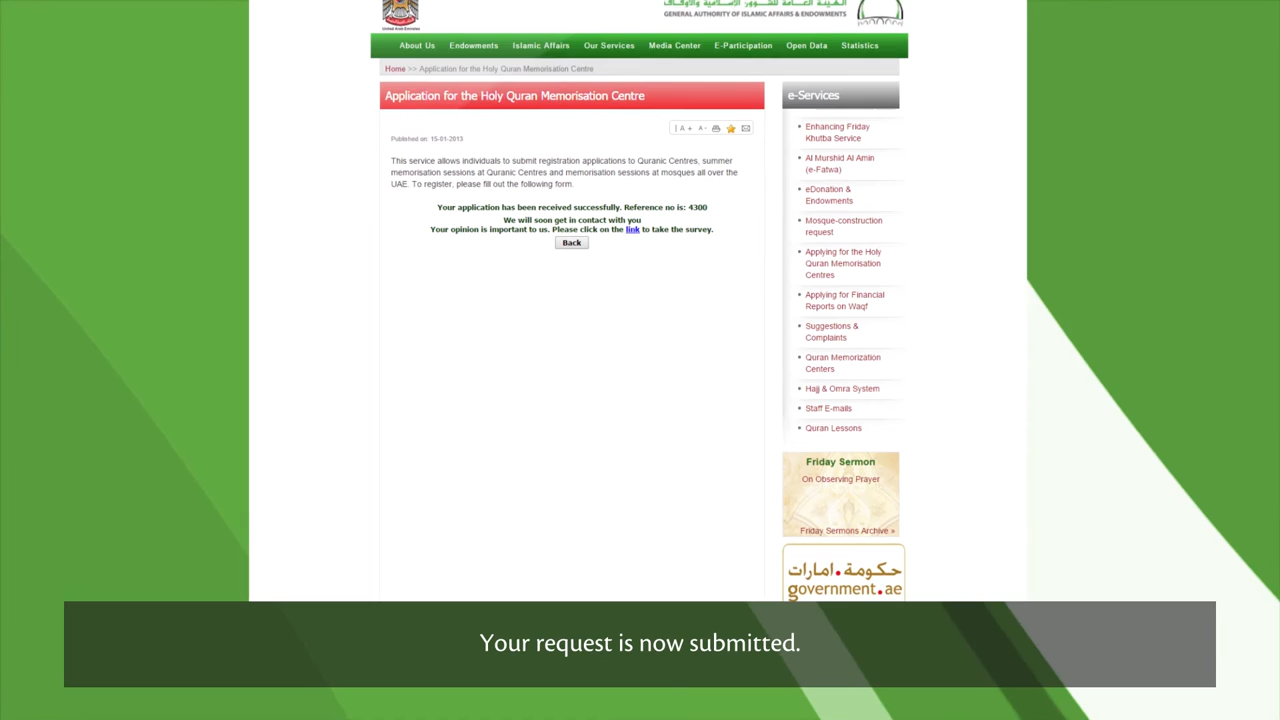 الهيئة العامة للشؤون الإسلامية والأوقاف
GENERAL AUTHORITY OF ISLAMIC AFFAIRS & ENDOWMENTS
United Arab Emirates
About Us Endowments Islamic Affairs Our Services Media Center E-Participation Open Data Statistics
Home >> Application for the Holy Quran Memorisation Centre
Application for the Holy Quran Memorisation Centre
A + A -
Published on: 15-01-2013
This service allows individuals to submit registration applications to Quranic Centres, summer
memorisation sessions at Quranic Centres and memorisation sessions at mosques all over the
UAE. To register, please fill out the following form.
Your application has been received successfully. Reference no is: 4300
We will soon get in contact with you
Your opinion is important to us. Please click on the link to take the survey.
Back
e-Services
Enhancing Friday
Khutba Service
Al Murshid Al Amin
(e-Fatwa)
eDonation &
Endowments
Mosque-construction
request
Applying for the Holy
Quran Memorisation
Centres
Applying for Financial
Reports on Waqf
Suggestions &
Complaints
Quran Memorization
Centers
Hajj & Omra System
Staff E-mails
Quran Lessons
Friday Sermon
On Observing Prayer
Friday Sermons Archive »
حكومة.امارات
government.ae
Your request is now submitted.